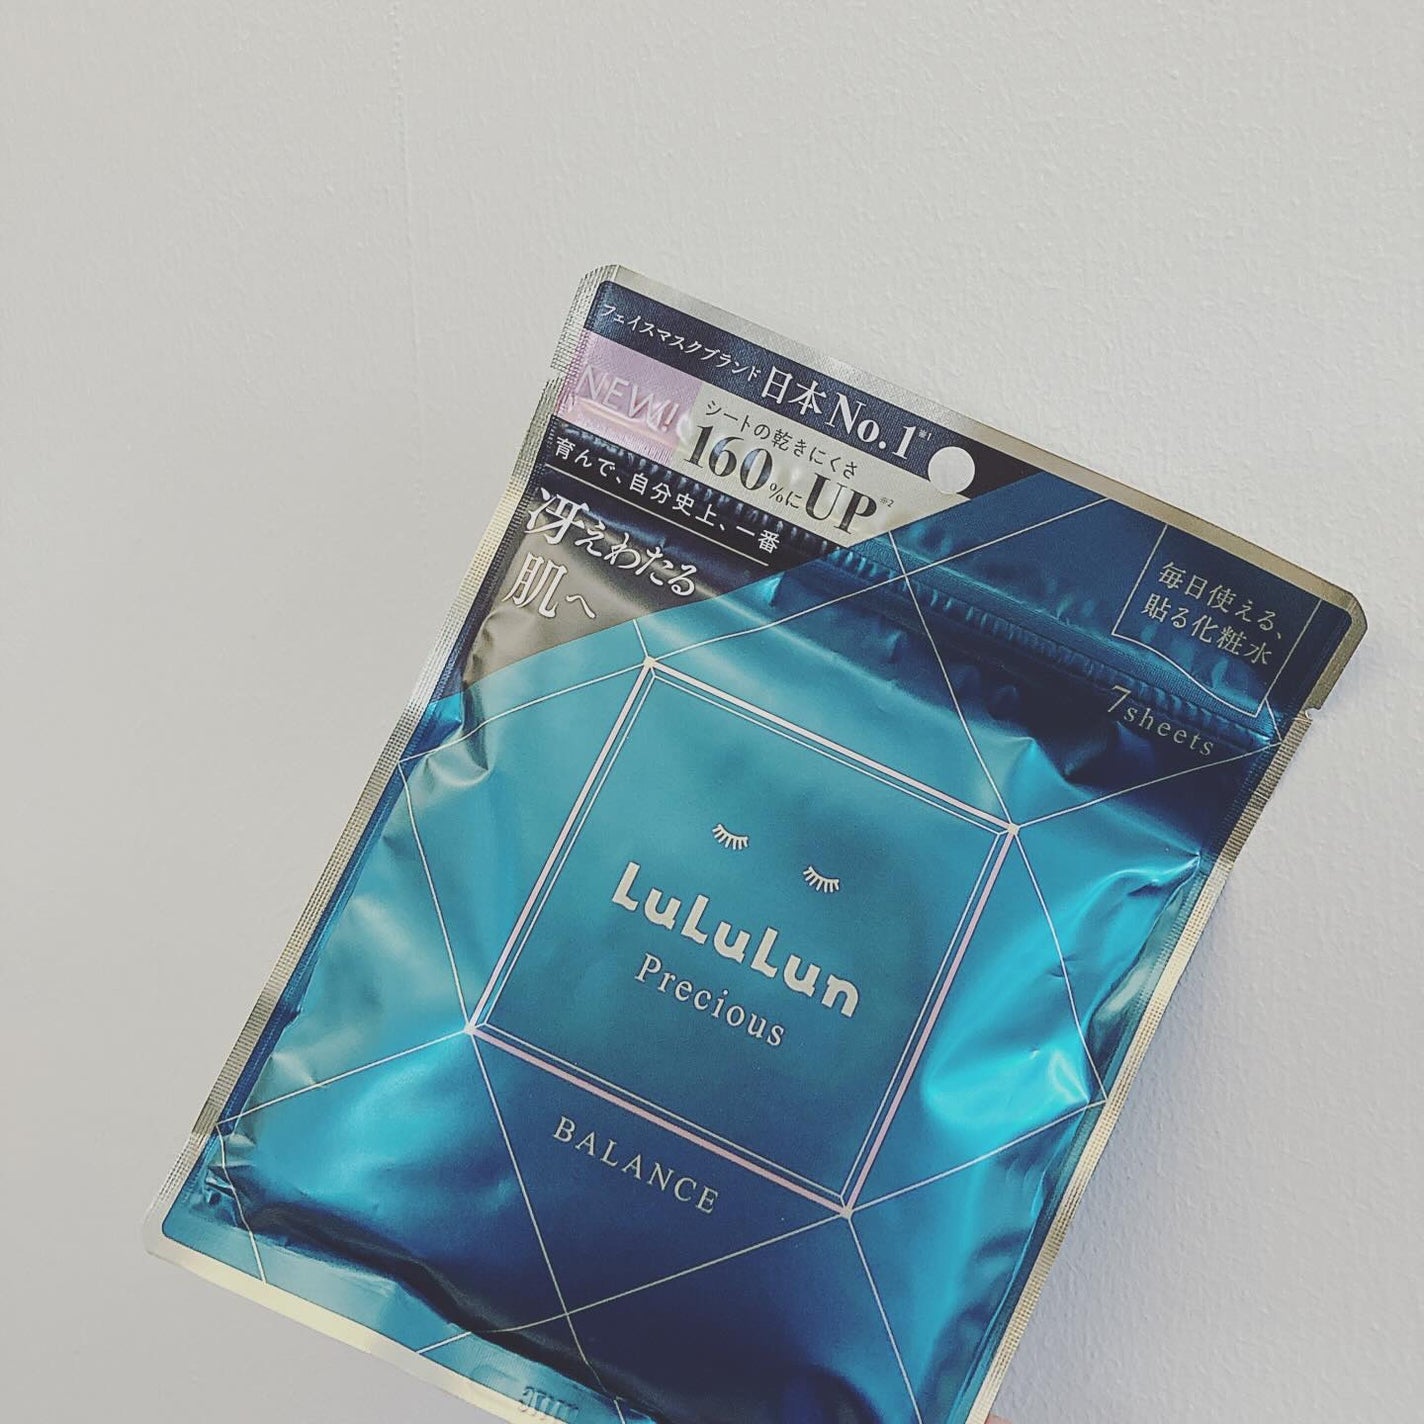 フェイスマスクブランド日本No.1※1
NEW!
シートの乾きにくさ
160%にUP※2
育んで、自分史上、一番
冴えわたる
肌へ
毎日使える、
貼る化粧水
7sheets
LuLuLun
Precious
BALANCE